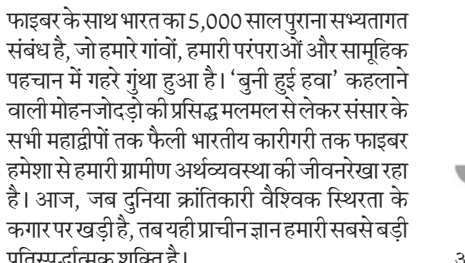 फाइबर के साथ भारत का 5,000 साल पुराना सभ्यतागत
संबंध है, जो हमारे गांवों, हमारी परंपराओं और सामूहिक
पहचान में गहरे गुंथा हुआ है। ‘बुनी हुई हवा’ कहलाने
वाली मोहनजोदड़ो की प्रसिद्ध मलमल से लेकर संसार के
सभी महाद्वीपों तक फैली भारतीय कारीगरी तक फाइबर
हमेशा से हमारी ग्रामीण अर्थव्यवस्था की जीवनरेखा रहा
है। आज, जब दुनिया क्रांतिकारी वैश्विक स्थिरता के
कगार पर खड़ी है, तब यही प्राचीन ज्ञान हमारी सबसे बड़ी
प्रतिस्पर्द्धात्मक शक्ति है।